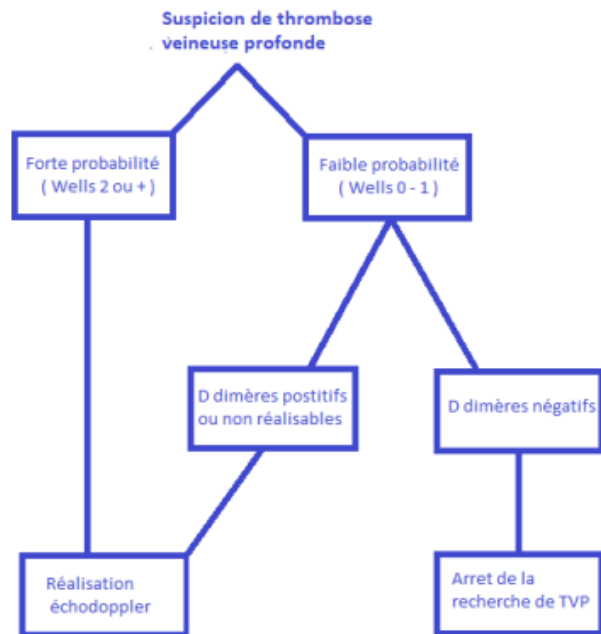 Suspicion de thrombose
veineuse profonde
Forte probabilité
( Wells 2 ou + )
Faible probabilité
( Wells 0 - 1 )
D dimères postitifs
ou non réalisables
D dimères négatifs
Réalisation
échodoppler
Arret de la
recherche de TVP